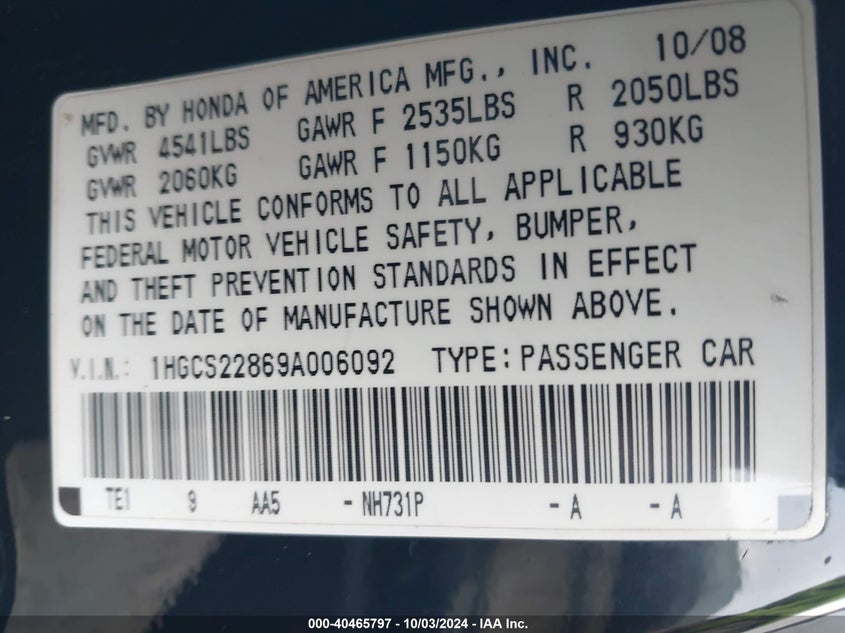 MFD. BY HONDA OF AMERICA MFG., INC. 10/08
GVWR 4541LBS GAWR F 2535LBS R 2050LBS
GVWR 2060KG GAWR F 1150KG R 930KG
THIS VEHICLE CONFORMS TO ALL APPLICABLE
FEDERAL MOTOR VEHICLE SAFETY, BUMPER,
AND THEFT PREVENTION STANDARDS IN EFFECT
ON THE DATE OF MANUFACTURE SHOWN ABOVE.
V.I.N.: 1HGCS22869A006092 TYPE: PASSENGER CAR
TE1 9 AA5 - NH731P - A - A
000-40465797 - 10/03/2024 - IAA Inc.